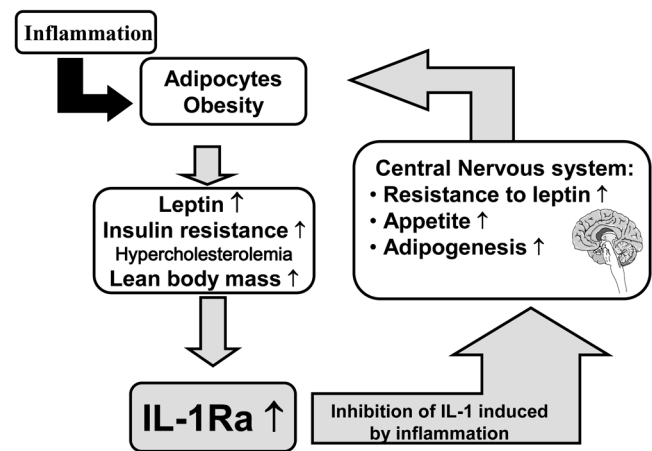 Inflammation
Adipocytes
Obesity
Leptin ↑
Insulin resistance ↑
Hypercholesterolemia
Lean body mass ↑
IL-1Ra ↑
Inhibition of IL-1 induced
by inflammation
Central Nervous system:
• Resistance to leptin ↑
• Appetite ↑
• Adipogenesis ↑